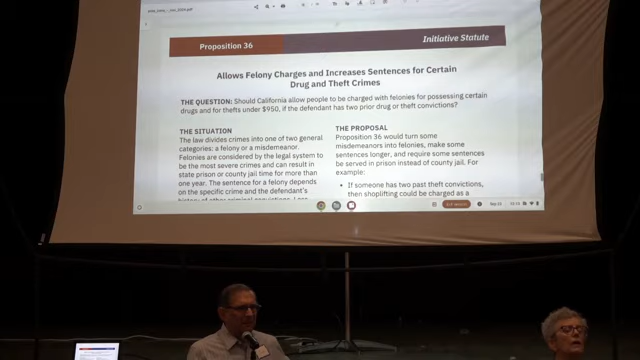 Proposition 36
Initiative Statute
Allows Felony Charges and Increases Sentences for Certain
Drug and Theft Crimes
THE QUESTION: Should California allow people to be charged with felonies for possessing certain
drugs and for thefts under $950, if the defendant has two prior drug or theft convictions?
THE SITUATION
The law divides crimes into one of two general
categories: a felony or a misdemeanor.
Felonies are considered by the legal system to
be the most severe crimes and can result in
state prison or county jail time for more than
one year. The sentence for a felony depends
on the specific crime and the defendant's
THE PROPOSAL
Proposition 36 would turn some
misdemeanors into felonies, make some
sentences longer, and require some sentences
be served in prison instead of county jail. For
example:
• If someone has two past theft convictions,
then shoplifting could be charged as a